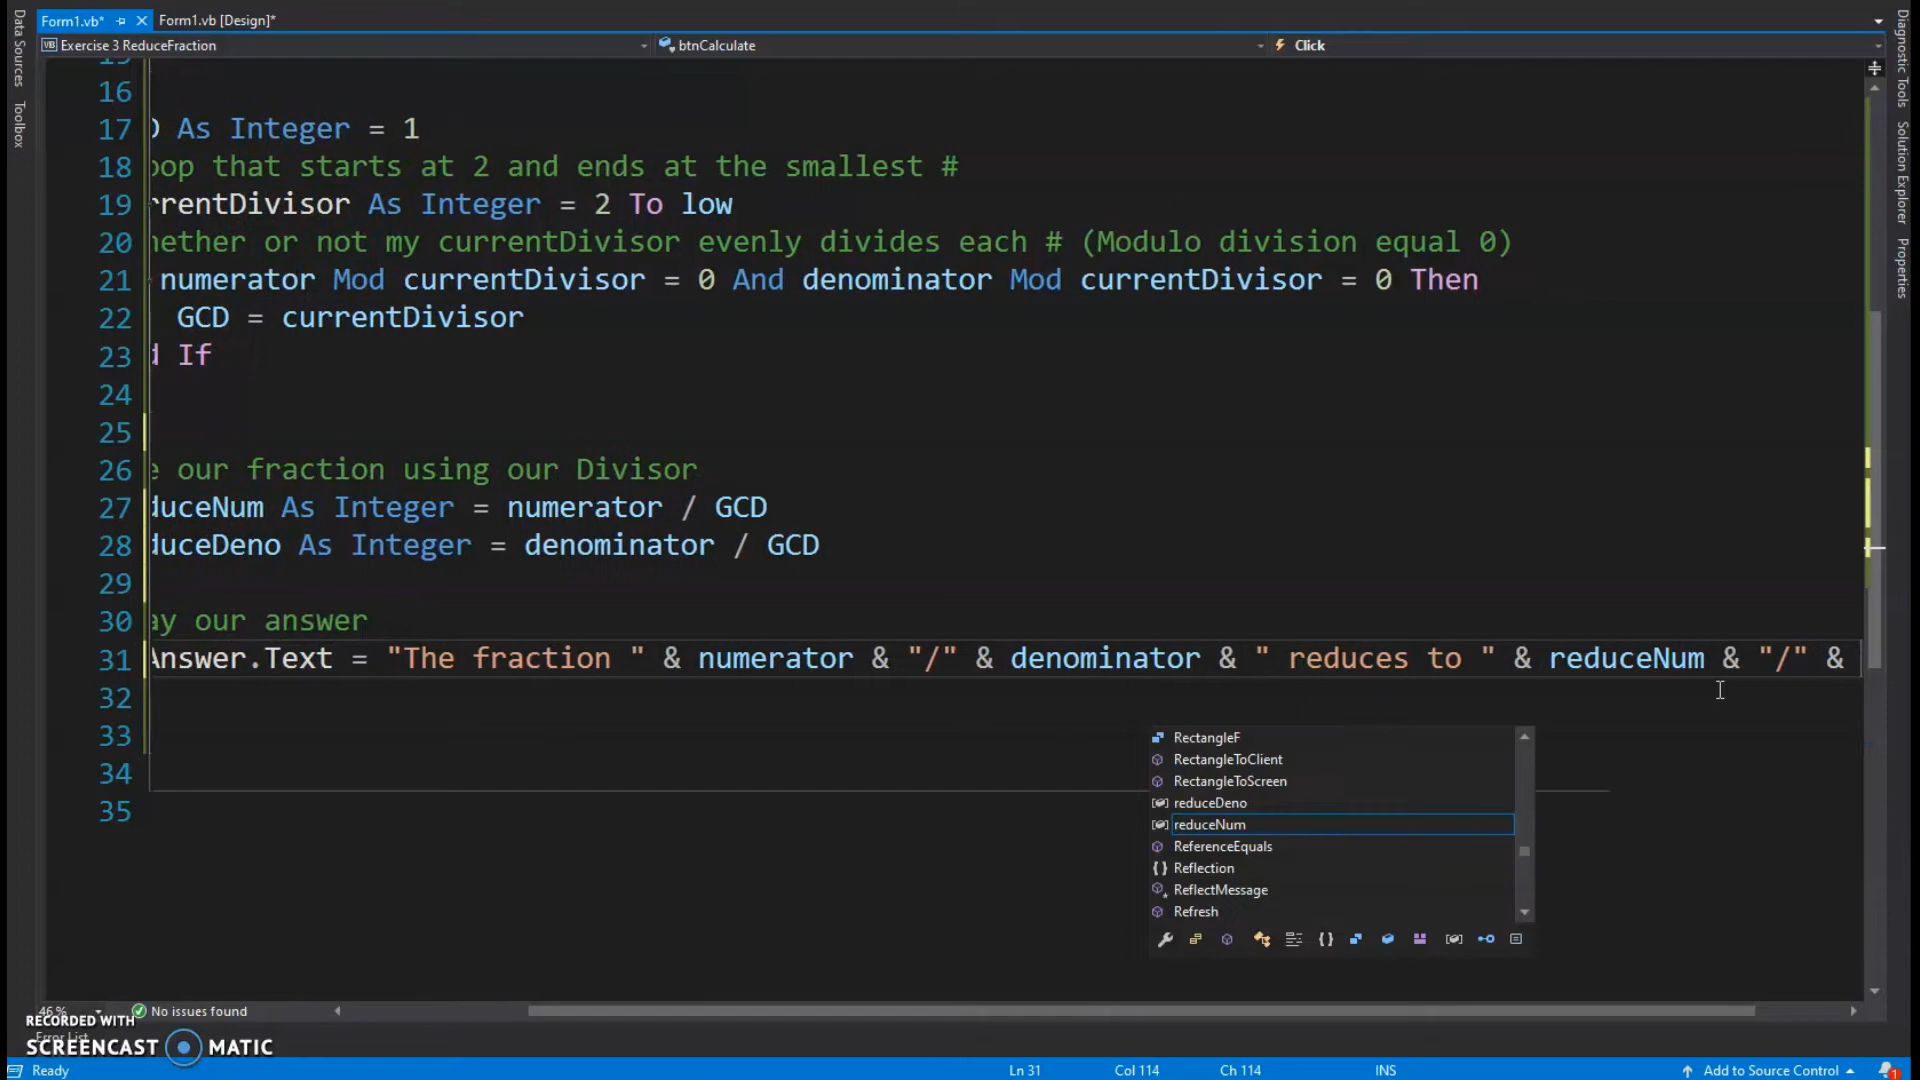 Form1.vb*
Form1.vb [Design]*
Data Sources
Toolbox
Exercise 3 ReduceFraction
btnCalculate
Click
Diagnostic Tools
Solution Explorer
Properties
15
16
17 D As Integer = 1
18 oop that starts at 2 and ends at the smallest #
19 rrentDivisor As Integer = 2 To low
20 hether or not my currentDivisor evenly divides each # (Modulo division equal 0)
21 numerator Mod currentDivisor = 0 And denominator Mod currentDivisor = 0 Then
22 GCD = currentDivisor
23 d If
24
25
26 e our fraction using our Divisor
27 duceNum As Integer = numerator / GCD
28 duceDeno As Integer = denominator / GCD
29
30 ay our answer
31 Answer.Text = "The fraction " & numerator & "/" & denominator & " reduces to " & reduceNum & "/" &
32
33
34
35
RectangleF
RectangleToClient
RectangleToScreen
reduceDeno
reduceNum
ReferenceEquals
Reflection
ReflectMessage
Refresh
46 %
No issues found
RECORDED WITH
Error List
SCREENCAST MATIC
Ready
Ln 31
Col 114
Ch 114
INS
Add to Source Control
1